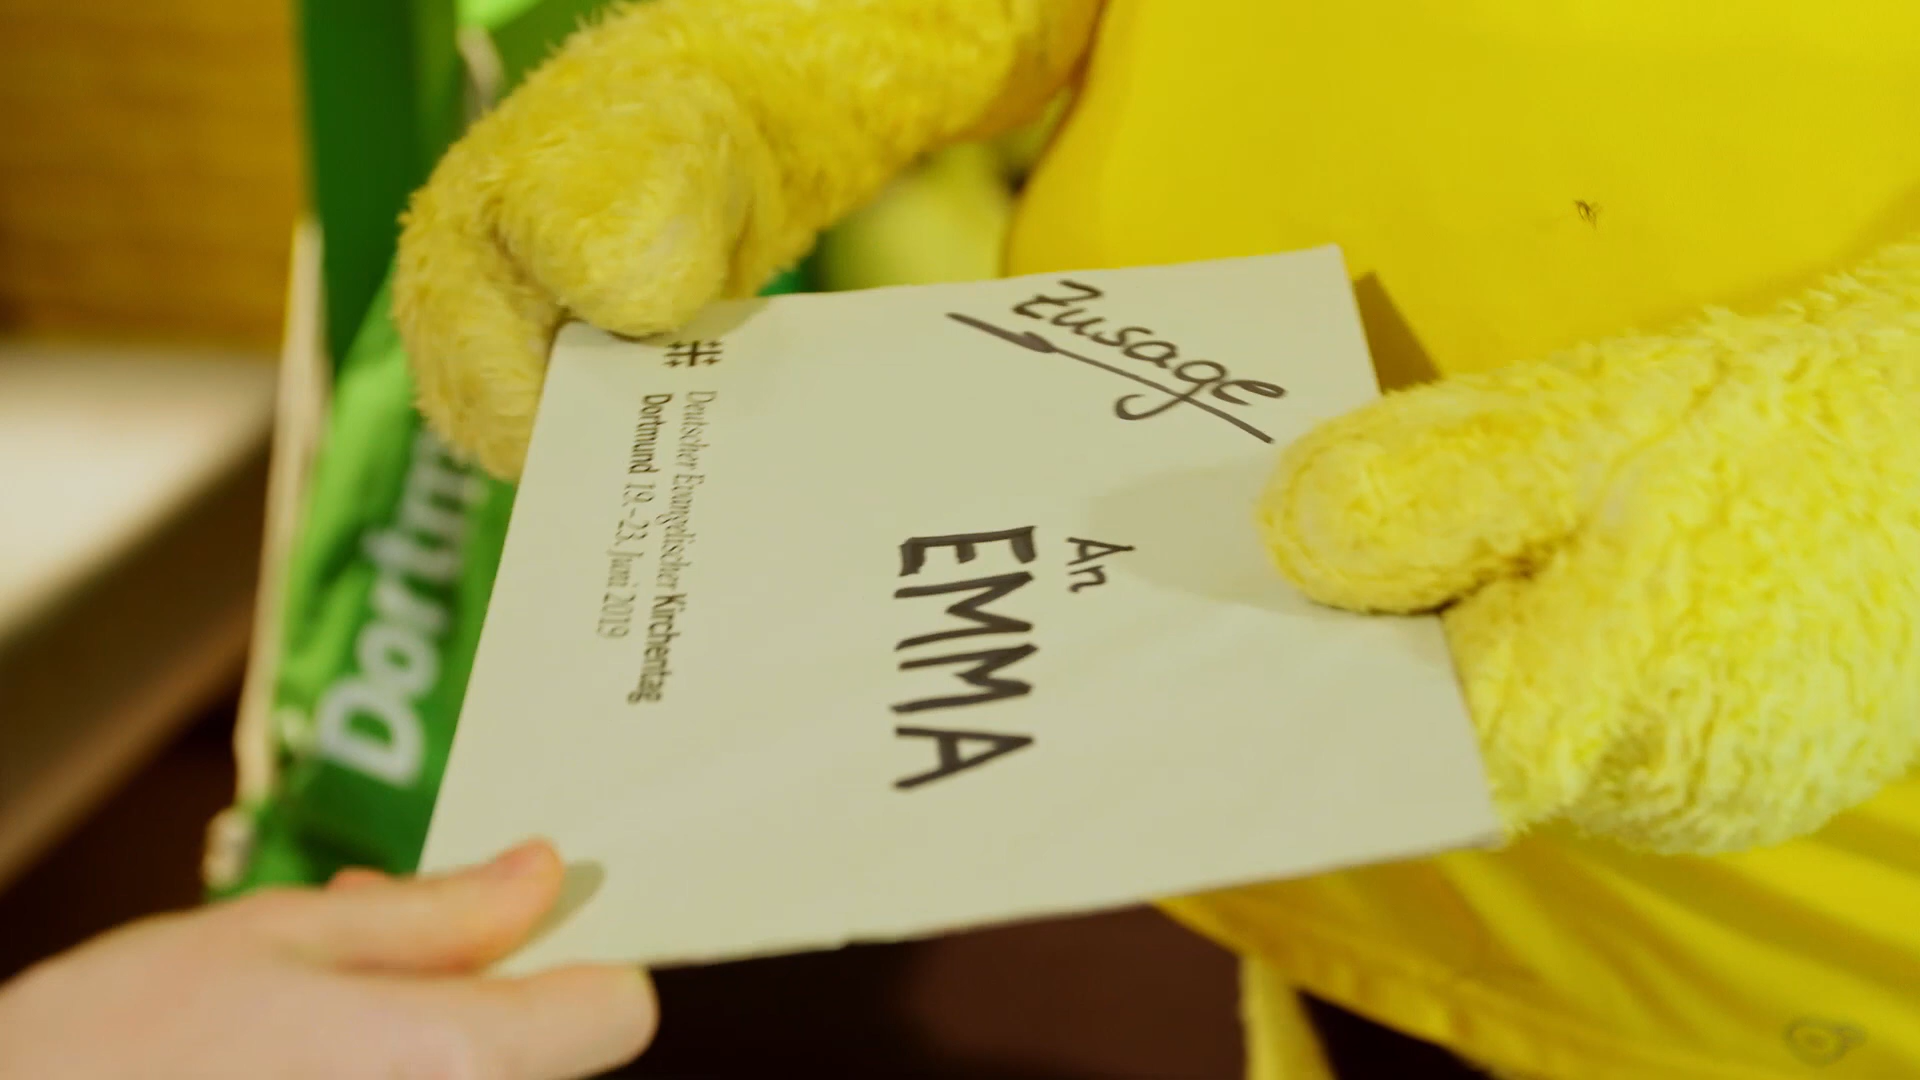 Zusage
An
EMMA
Deutscher Evangelischer Kirchentag
Dortmund 19.–23. Juni 2019
Dortm